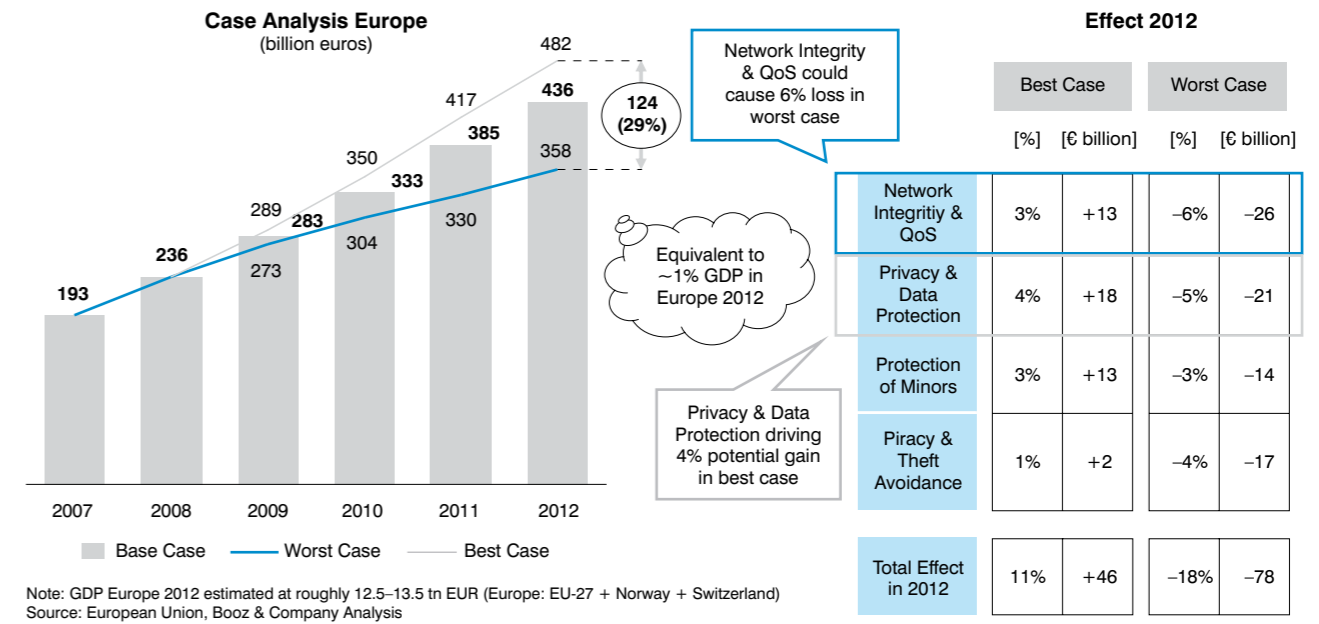 Case Analysis Europe
(billion euros)
482
436
417
385
358
350
333
330
304
289
283
273
236
193
124
(29%)
2007 2008 2009 2010 2011 2012
Base Case Worst Case Best Case
Network Integrity
& QoS could
cause 6% loss in
worst case
Equivalent to
~1% GDP in
Europe 2012
Privacy & Data
Protection driving
4% potential gain
in best case
Effect 2012
Best Case Worst Case
[%] [€ billion] [%] [€ billion]
Network
Integritiy &
QoS
3% +13 –6% –26
Privacy &
Data
Protection
4% +18 –5% –21
Protection
of Minors
3% +13 –3% –14
Piracy &
Theft
Avoidance
1% +2 –4% –17
Total Effect
in 2012
11% +46 –18% –78
Note: GDP Europe 2012 estimated at roughly 12.5–13.5 tn EUR (Europe: EU-27 + Norway + Switzerland)
Source: European Union, Booz & Company Analysis